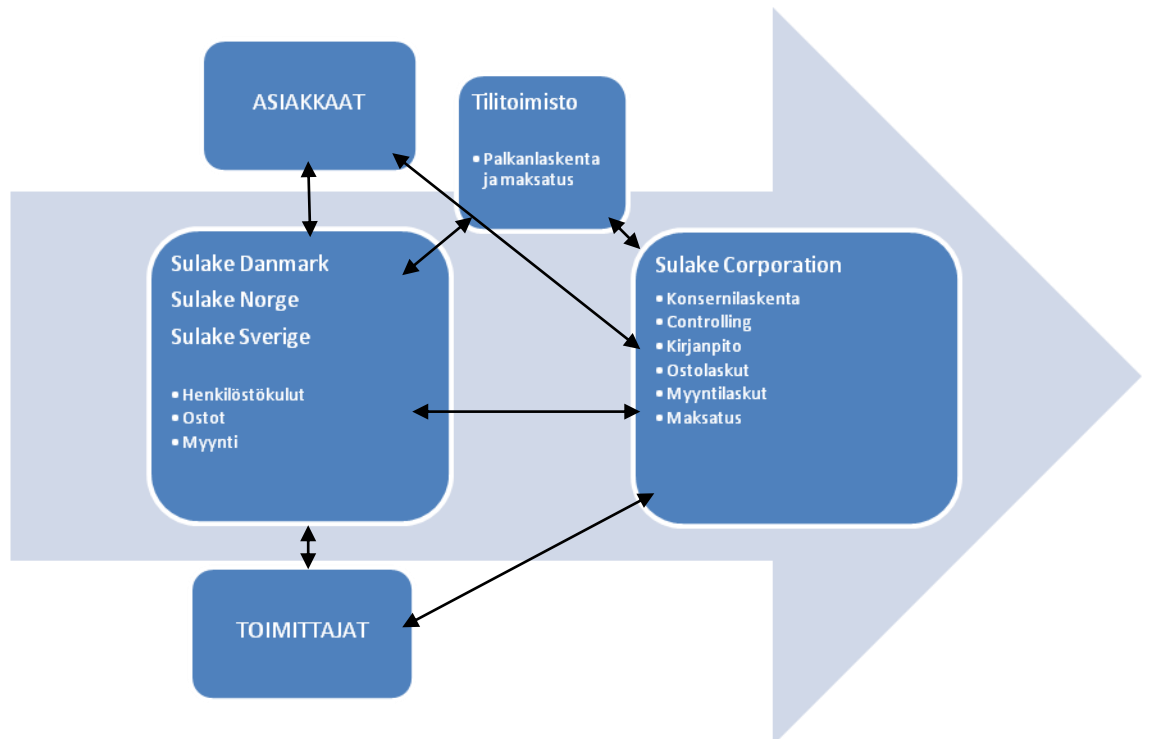 ASIAKKAAT
Tilitoimisto
• Palkanlaskenta
ja maksatus
Sulake Danmark
Sulake Norge
Sulake Sverige
• Henkilöstökulut
• Ostot
• Myynti
Sulake Corporation
• Konsernilaskenta
• Controlling
• Kirjanpito
• Ostolaskut
• Myyntilaskut
• Maksatus
TOIMITTAJAT